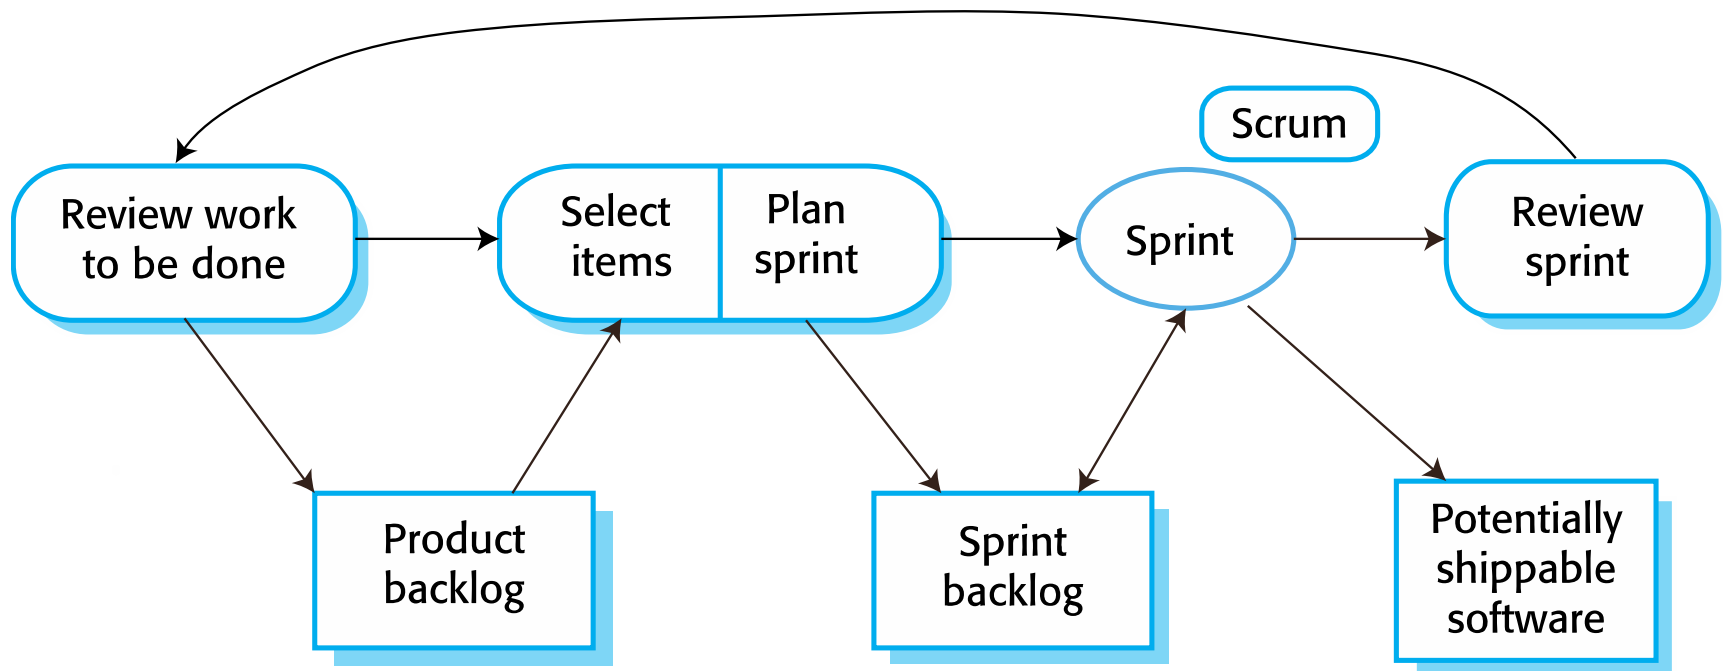 Scrum
Review work
to be done
Select
items
Plan
sprint
Sprint
Review
sprint
Product
backlog
Sprint
backlog
Potentially
shippable
software